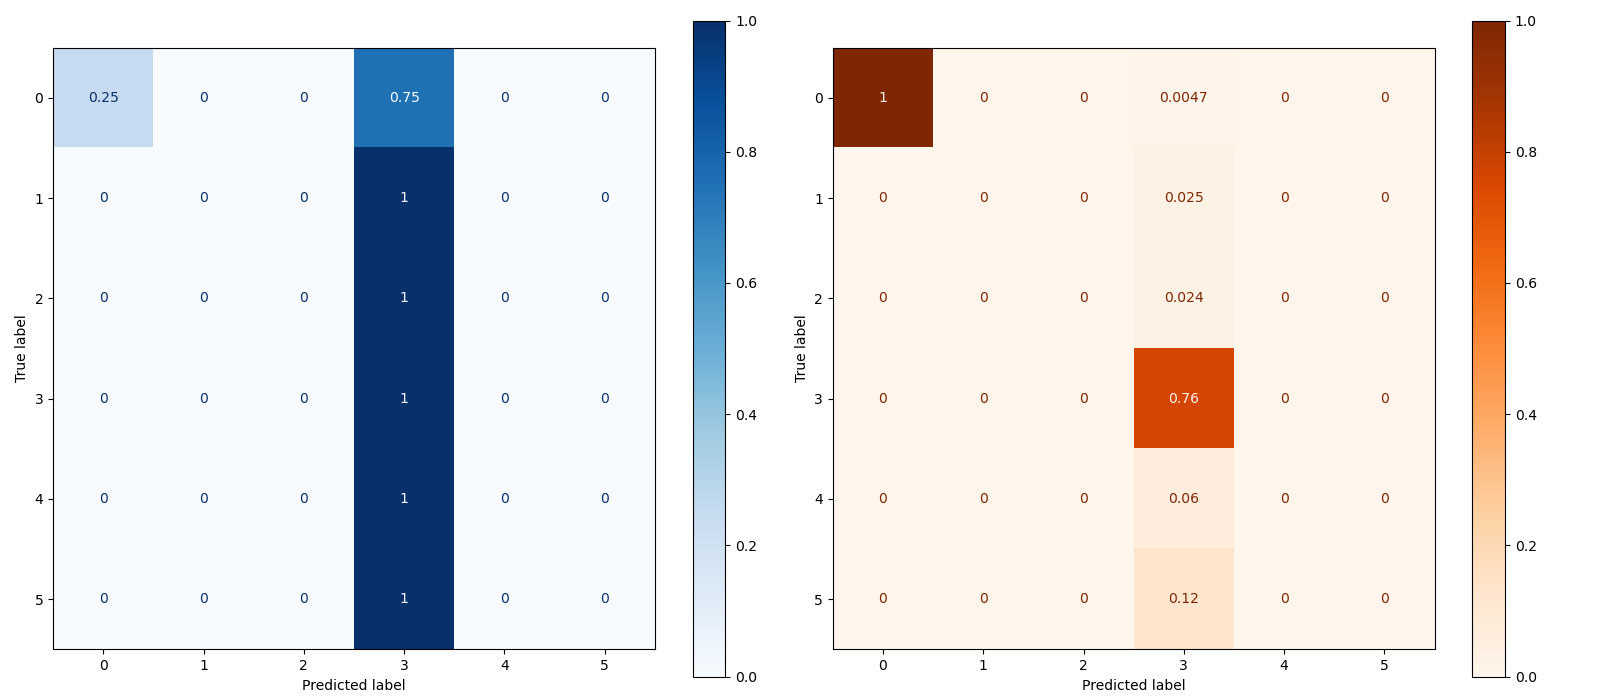 1.0
0 0.25 0 0 0.75 0 0
0.8
1 0 0 0 1 0 0
0.6
2 0 0 0 1 0 0
True label
3 0 0 0 1 0 0
0.4
4 0 0 0 1 0 0
0.2
5 0 0 0 1 0 0
0 1 2 3 4 5
0.0
Predicted label
1.0
0 1 0 0 0.0047 0 0
0.8
1 0 0 0 0.025 0 0
0.6
2 0 0 0 0.024 0 0
True label
3 0 0 0 0.76 0 0
0.4
4 0 0 0 0.06 0 0
0.2
5 0 0 0 0.12 0 0
0 1 2 3 4 5
0.0
Predicted label